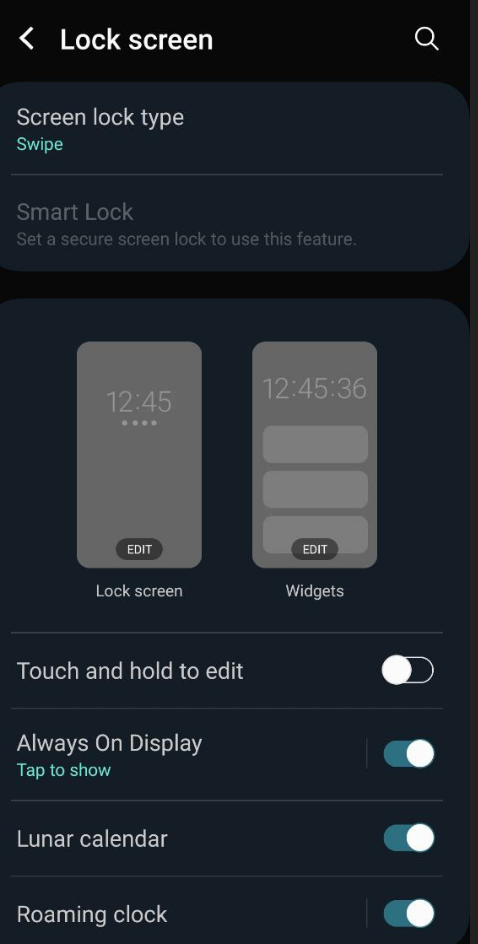 Lock screen
Screen lock type
Swipe
Smart Lock
Set a secure screen lock to use this feature.
12:45
EDIT
Lock screen
12:45:36
EDIT
Widgets
Touch and hold to edit
Always On Display
Tap to show
Lunar calendar
Roaming clock